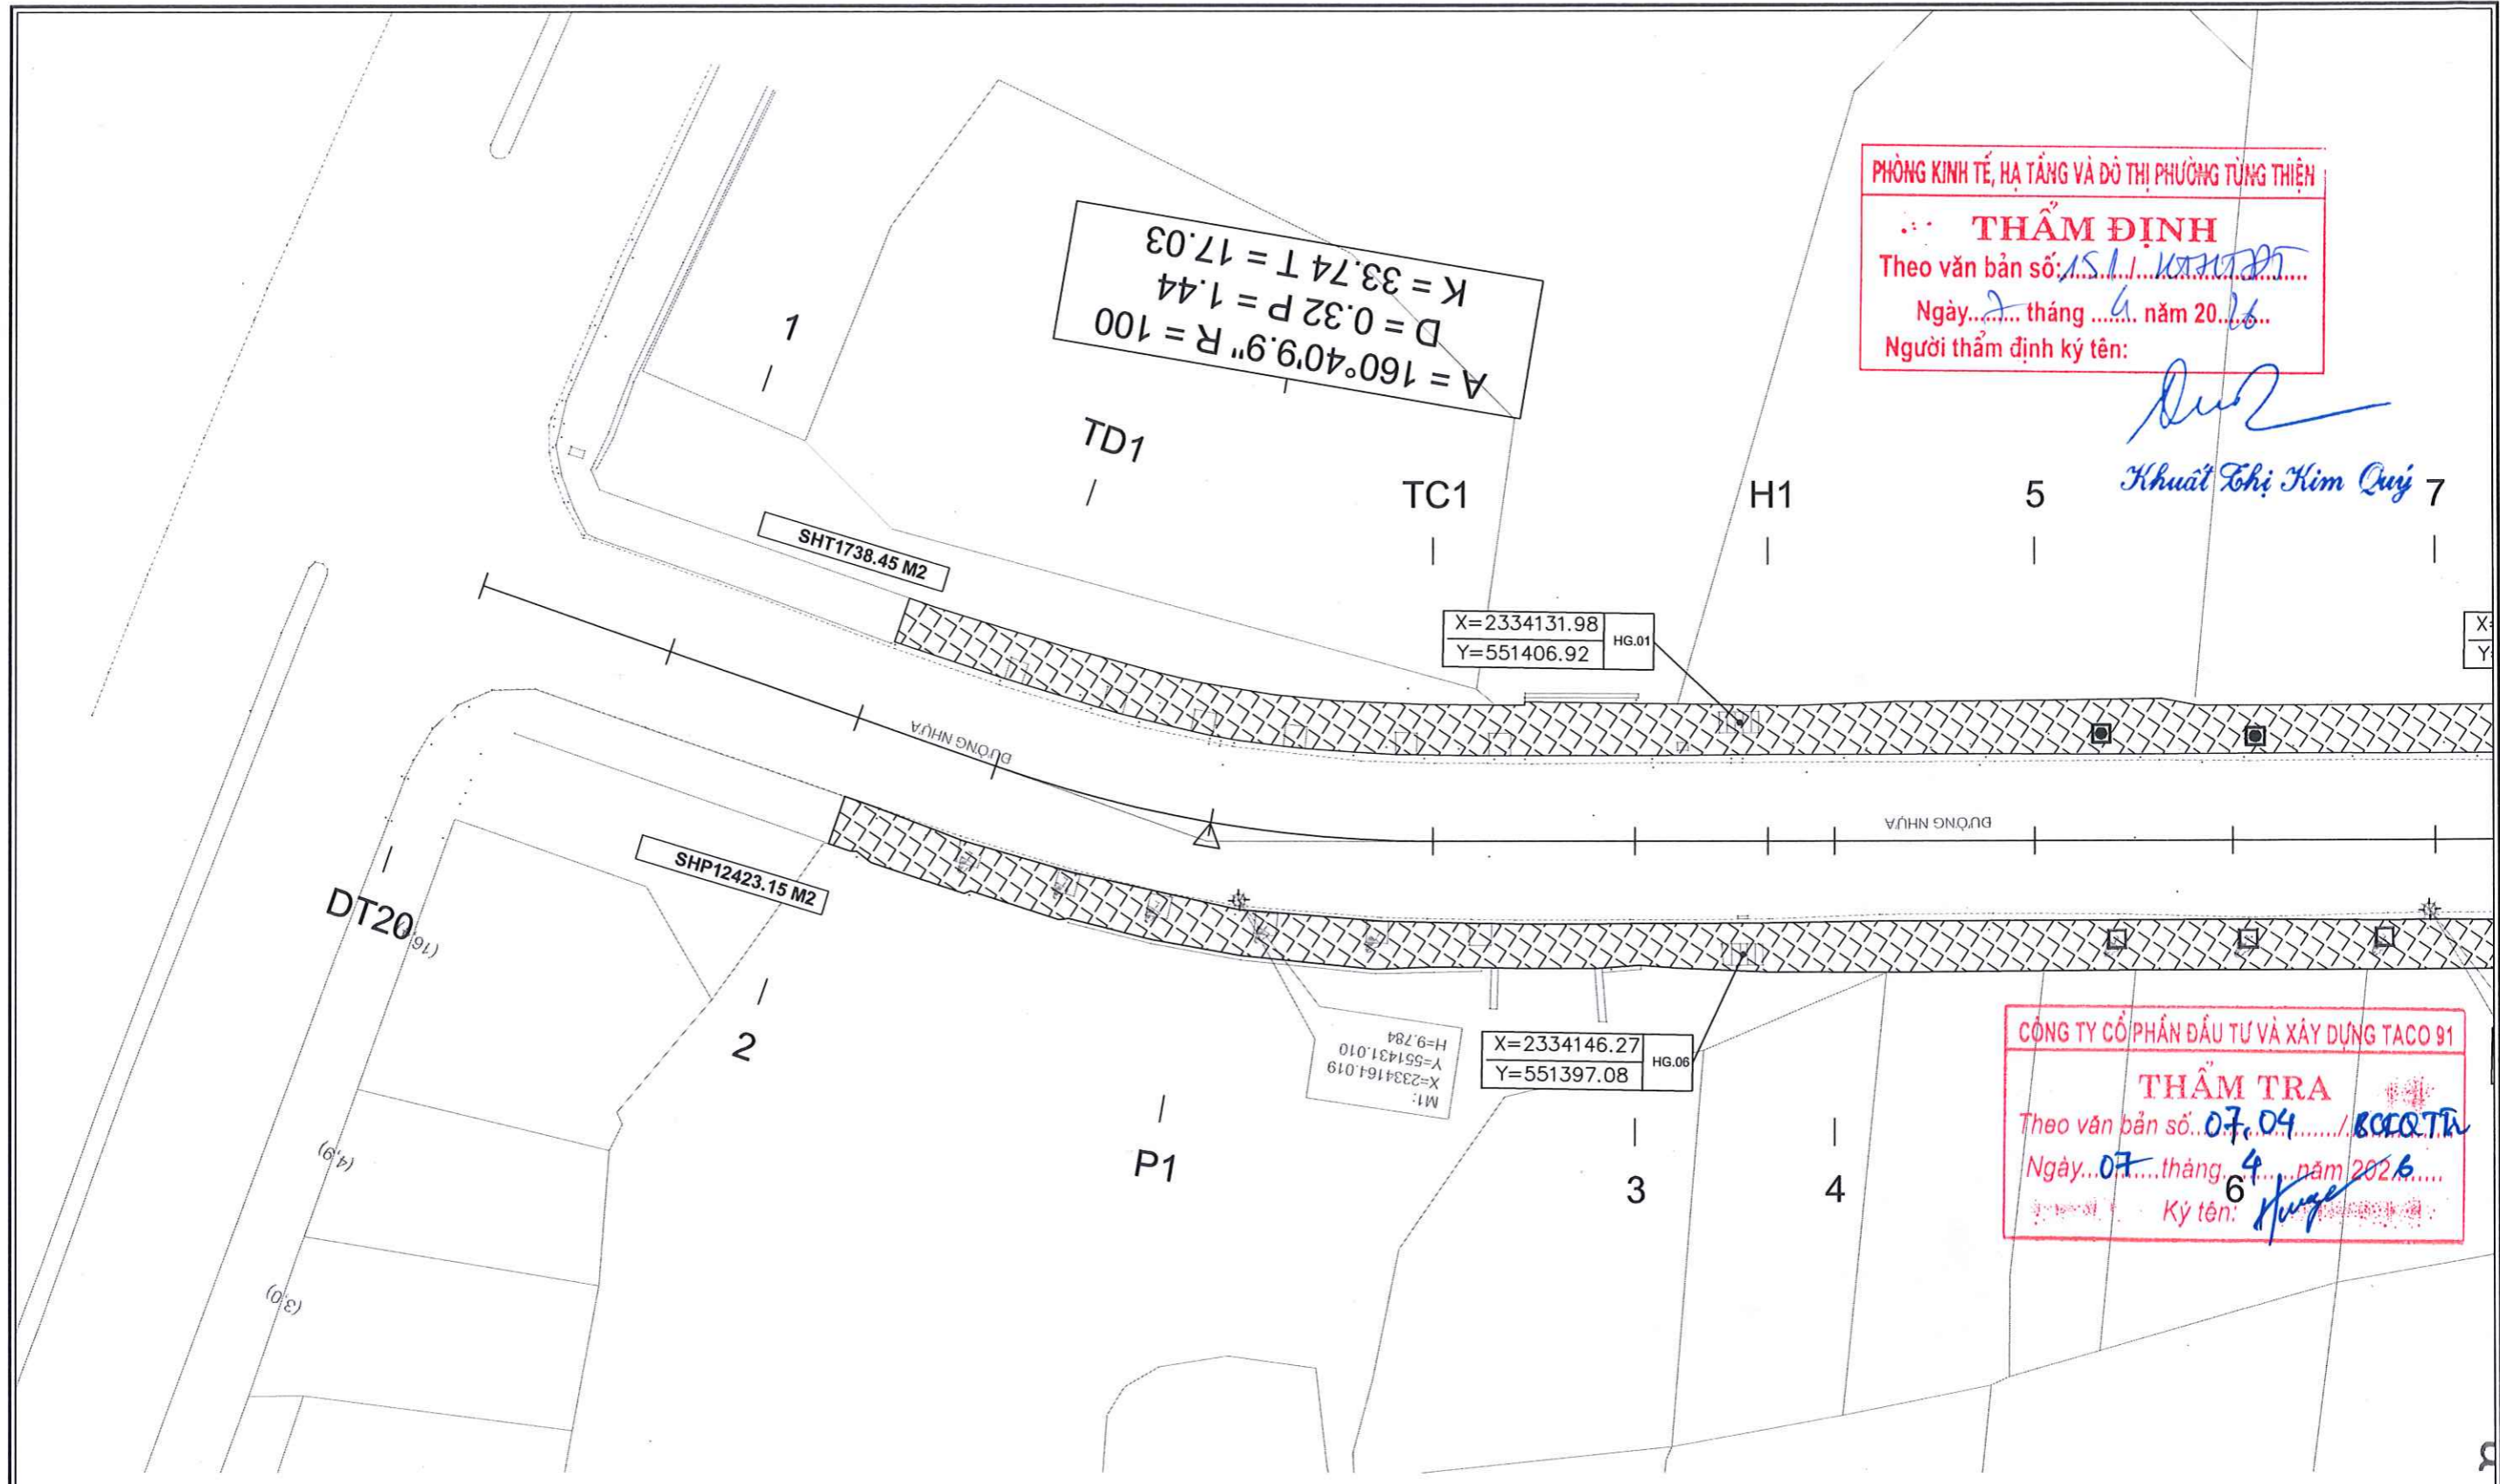 PHÒNG KINH TẾ, HẠ TẦNG VÀ ĐÔ THỊ PHƯỜNG TÙNG THIỆN
THẨM ĐỊNH
Theo văn bản số: 151/
Ngày 7 tháng 4 năm 2026
Người thẩm định ký tên:
Khuất Thị Kim Quý
A = 160°40'9.9" R = 100
D = 0.32 P = 1.44
K = 33.74 T = 17.03
1
TD1
TC1
H1
5
7
SHT1738.45 M2
X=2334131.98
Y=551406.92
HG.01
X=
Y=
ĐƯỜNG NHỰA
ĐƯỜNG NHỰA
SHP12423.15 M2
DT20
(16,
2
M1:
X=2334164.019
Y=551431.010
H=9.784
X=2334146.27
Y=551397.08
HG.06
P1
3
4
6
(4,9)
(3,0)
CÔNG TY CỔ PHẦN ĐẦU TƯ VÀ XÂY DỰNG TACO 91
THẨM TRA
Theo văn bản số 07.04 /
Ngày 07 tháng 4 năm 2026
Ký tên: